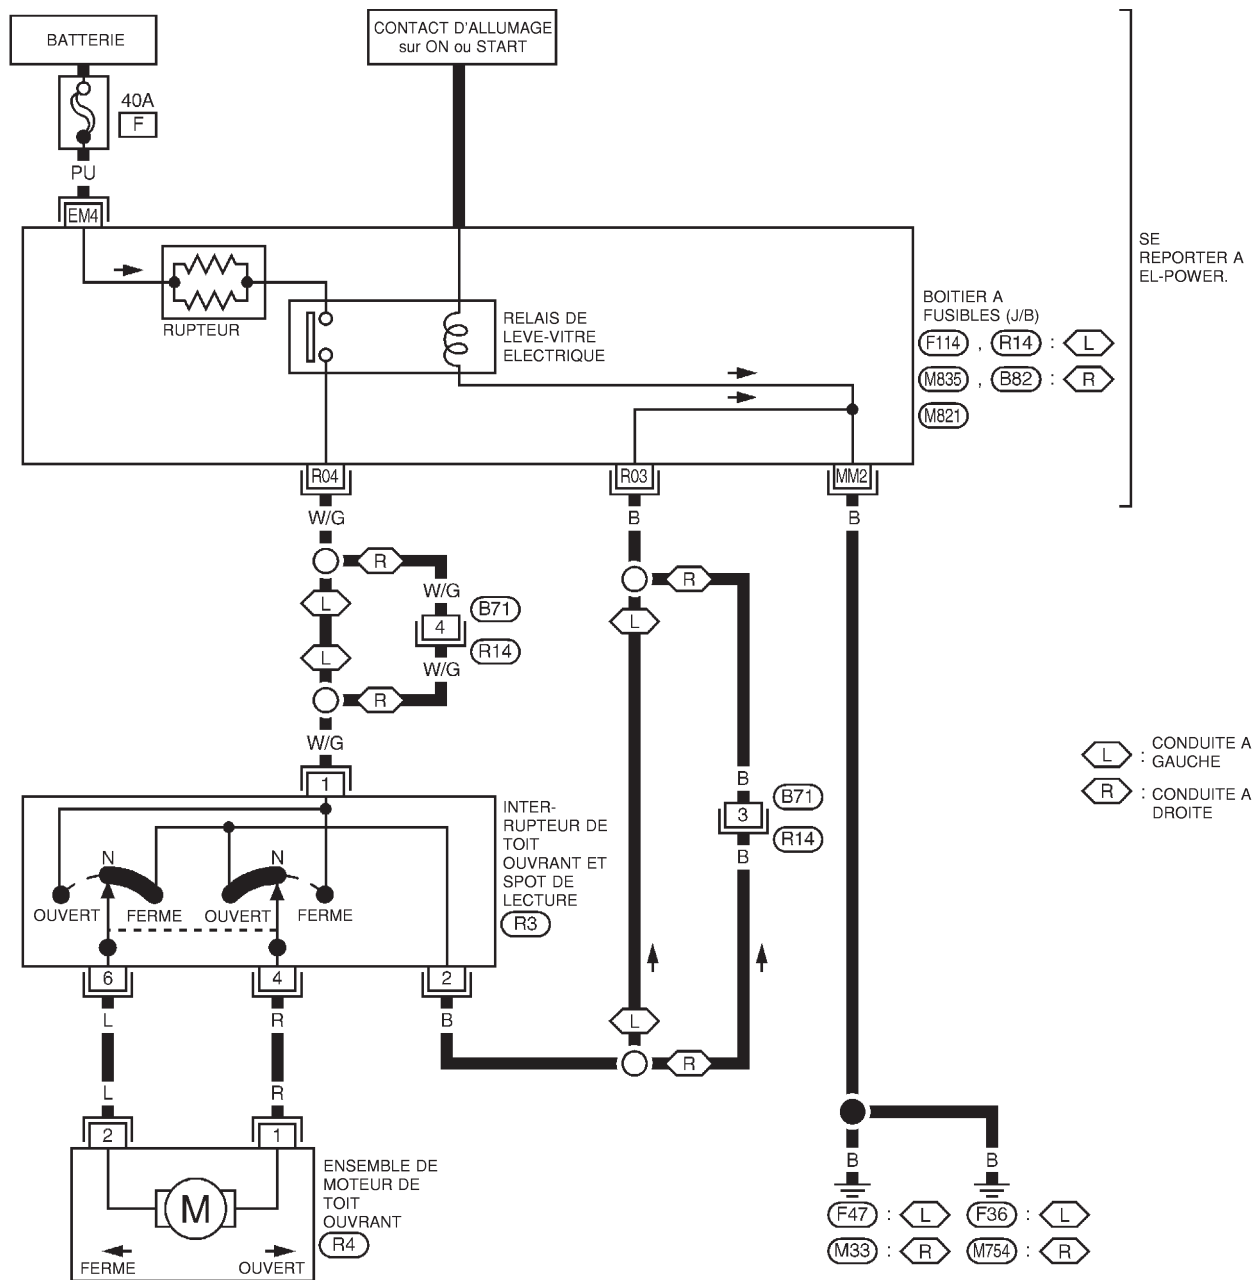 BATTERIE
CONTACT D'ALLUMAGE
sur ON ou START
40A
F
PU
EM4
RUPTEUR
RELAIS DE
LEVE-VITRE
ELECTRIQUE
SE
REPORTER A
EL-POWER.
BOITIER A
FUSIBLES (J/B)
F114 , R14 : L
M835 , B82 : R
M821
R04
R03
MM2
W/G
B
B
R
R
L
L
W/G
4
B71
R14
L
W/G
R
W/G
1
B
3
B71
R14
B
L : CONDUITE A
GAUCHE
R : CONDUITE A
DROITE
INTER-
RUPTEUR DE
TOIT
OUVRANT ET
SPOT DE
LECTURE
R3
N
N
OUVERT
FERME
OUVERT
FERME
6
4
2
L
R
B
L
R
L
R
2
1
M
FERME
OUVERT
ENSEMBLE DE
MOTEUR DE
TOIT
OUVRANT
R4
B
B
F47 : L
F36 : L
M33 : R
M754 : R